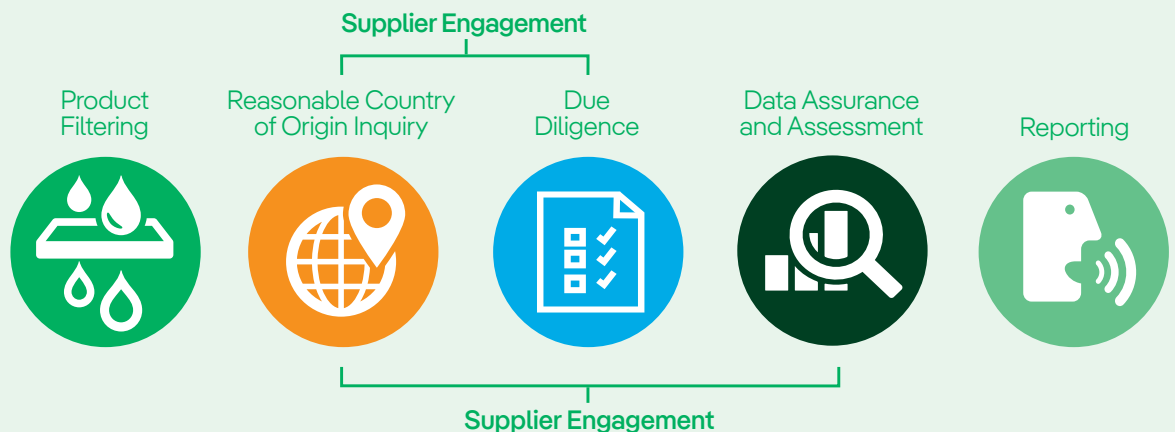 Supplier Engagement
Product
Filtering
Reasonable Country
of Origin Inquiry
Due
Diligence
Data Assurance
and Assessment
Reporting
Supplier Engagement